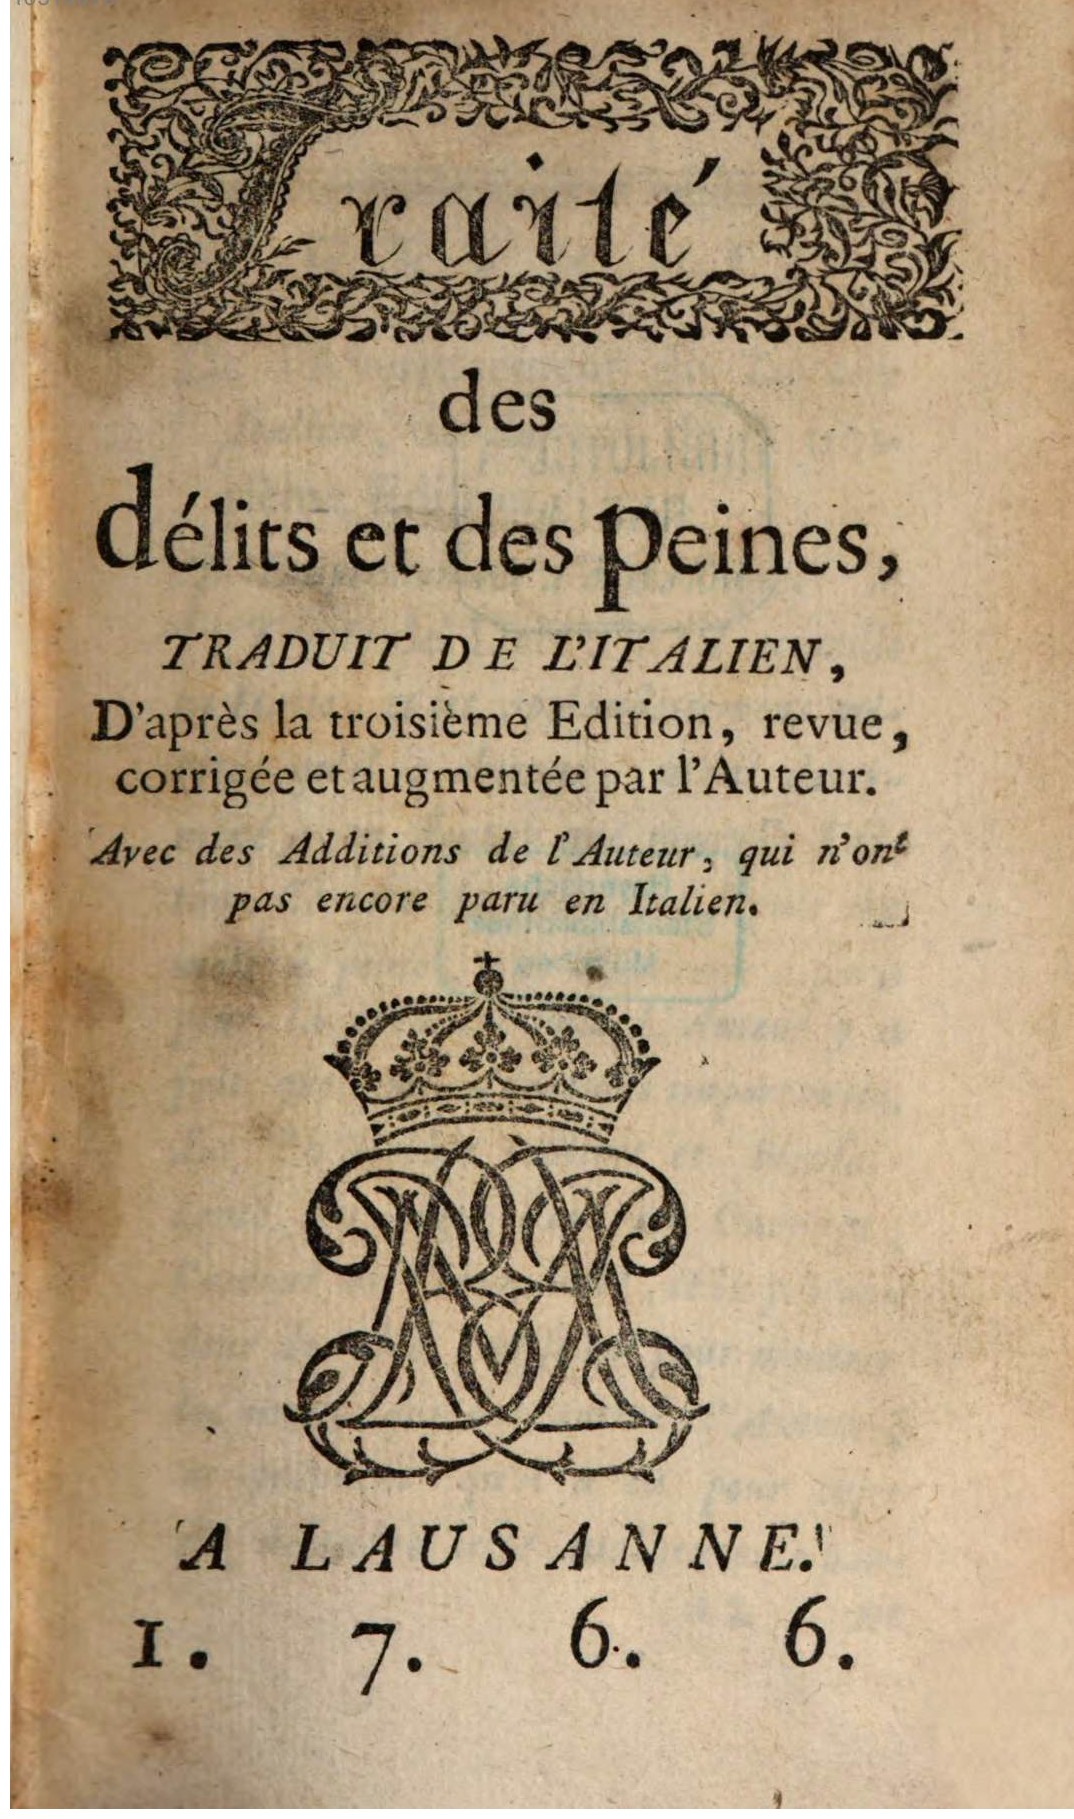 Traité
des
délits et des peines,
TRADUIT DE L'ITALIEN,
D'après la troisième Edition, revue,
corrigée et augmentée par l'Auteur.
Avec des Additions de l'Auteur, qui n'ont
pas encore paru en Italien.
A LAUSANNE.
1. 7. 6. 6.